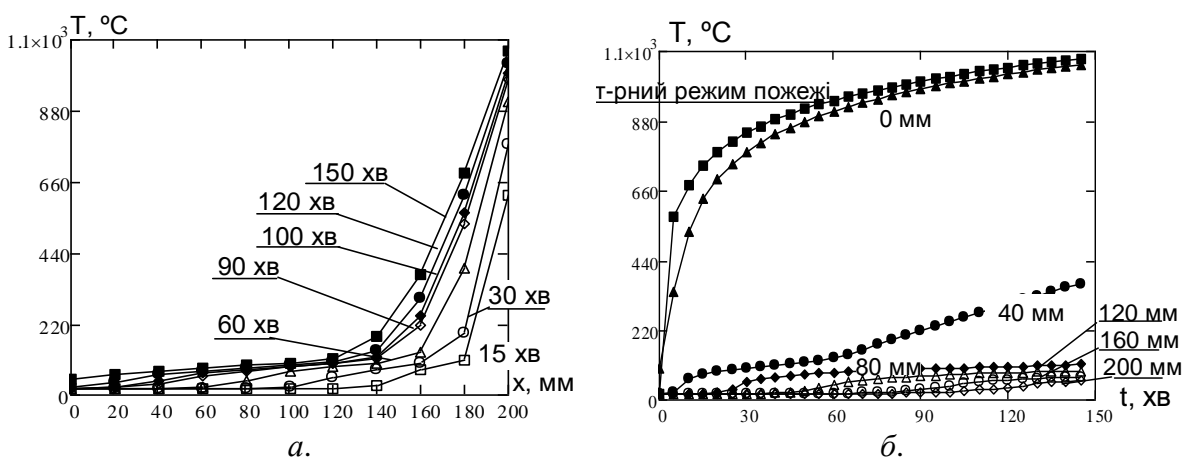 T, ºC
1.1×10³
880
660
440
220
0
150 хв
120 хв
100 хв
90 хв
60 хв
30 хв
15 хв
x, мм
0 20 40 60 80 100 120 140 160 180 200
а.
T, ºC
1.1×10³
т-рний режим пожежі
880
660
440
220
0
0 мм
40 мм
80 мм
120 мм
160 мм
200 мм
t, хв
0 30 60 90 120 150
б.